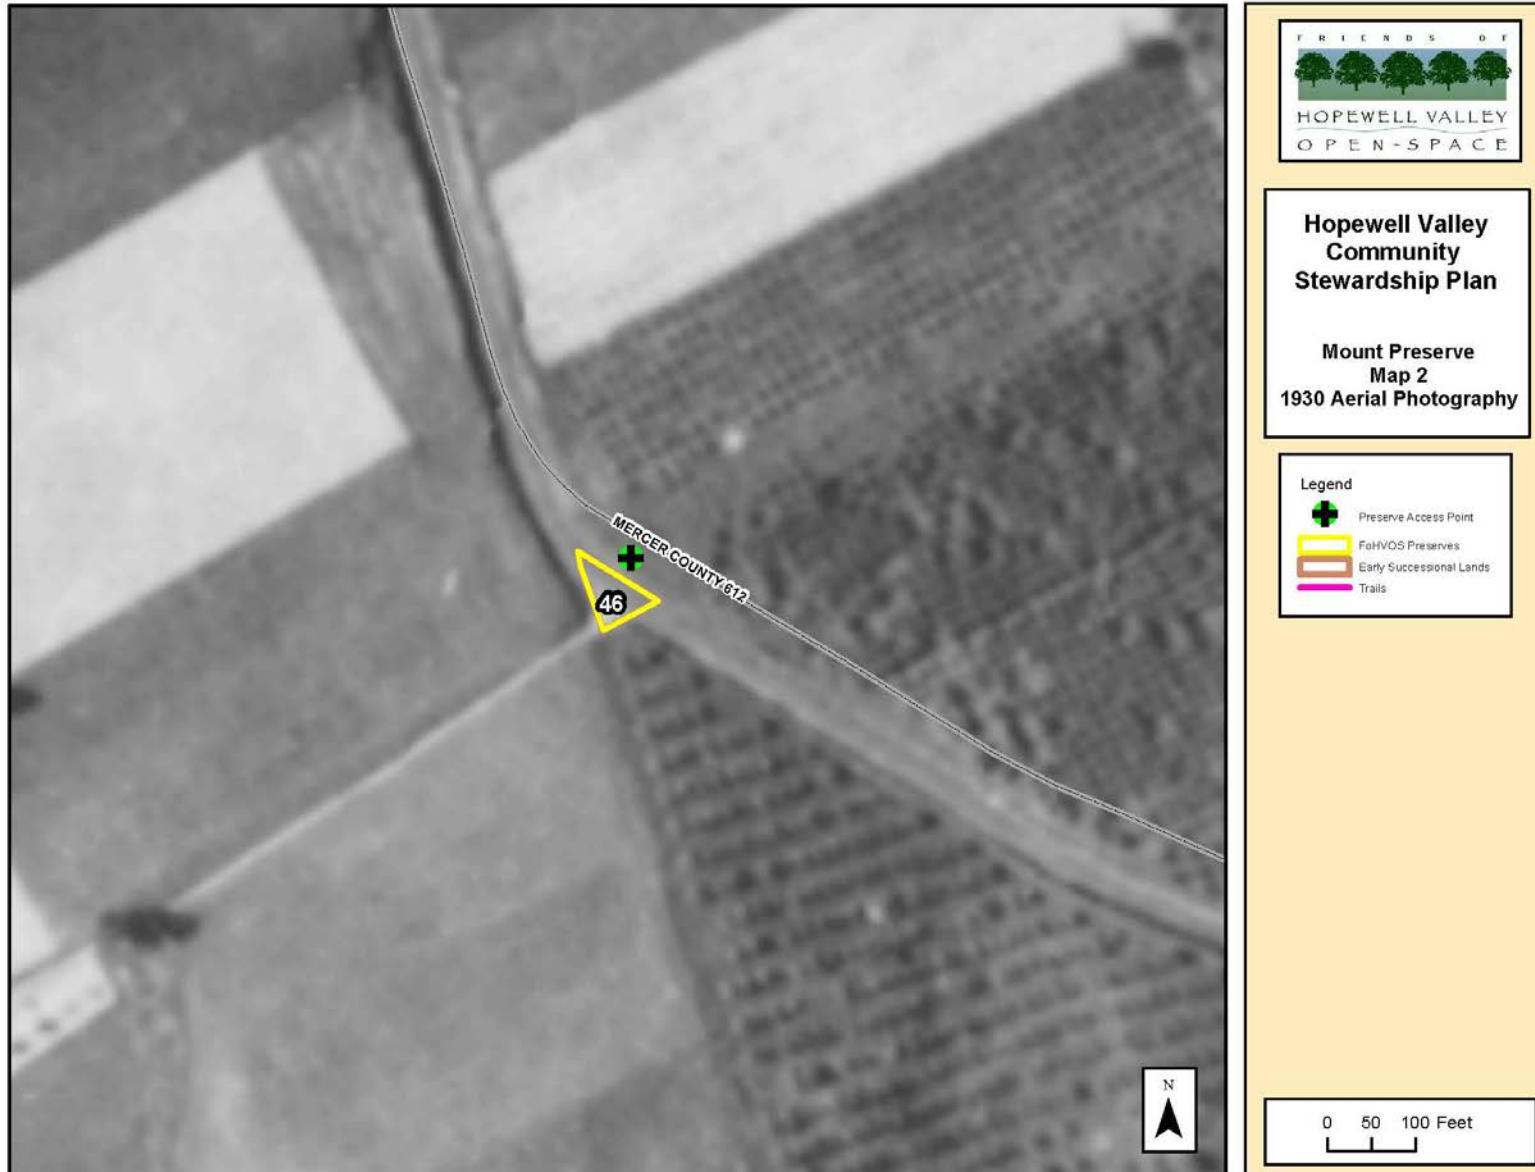 MERCER COUNTY 612
46
N
FRIENDS OF
HOPEWELL VALLEY
OPEN-SPACE
Hopewell Valley
Community
Stewardship Plan
Mount Preserve
Map 2
1930 Aerial Photography
Legend
Preserve Access Point
FoHVOS Preserves
Early Successional Lands
Trails
0 50 100 Feet